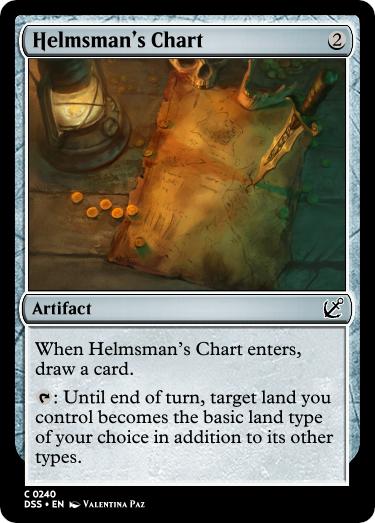 Helmsman's Chart 2
Artifact
When Helmsman's Chart enters,
draw a card.
: Until end of turn, target land you
control becomes the basic land type
of your choice in addition to its other
types.
C 0240
DSS • EN Valentina Paz